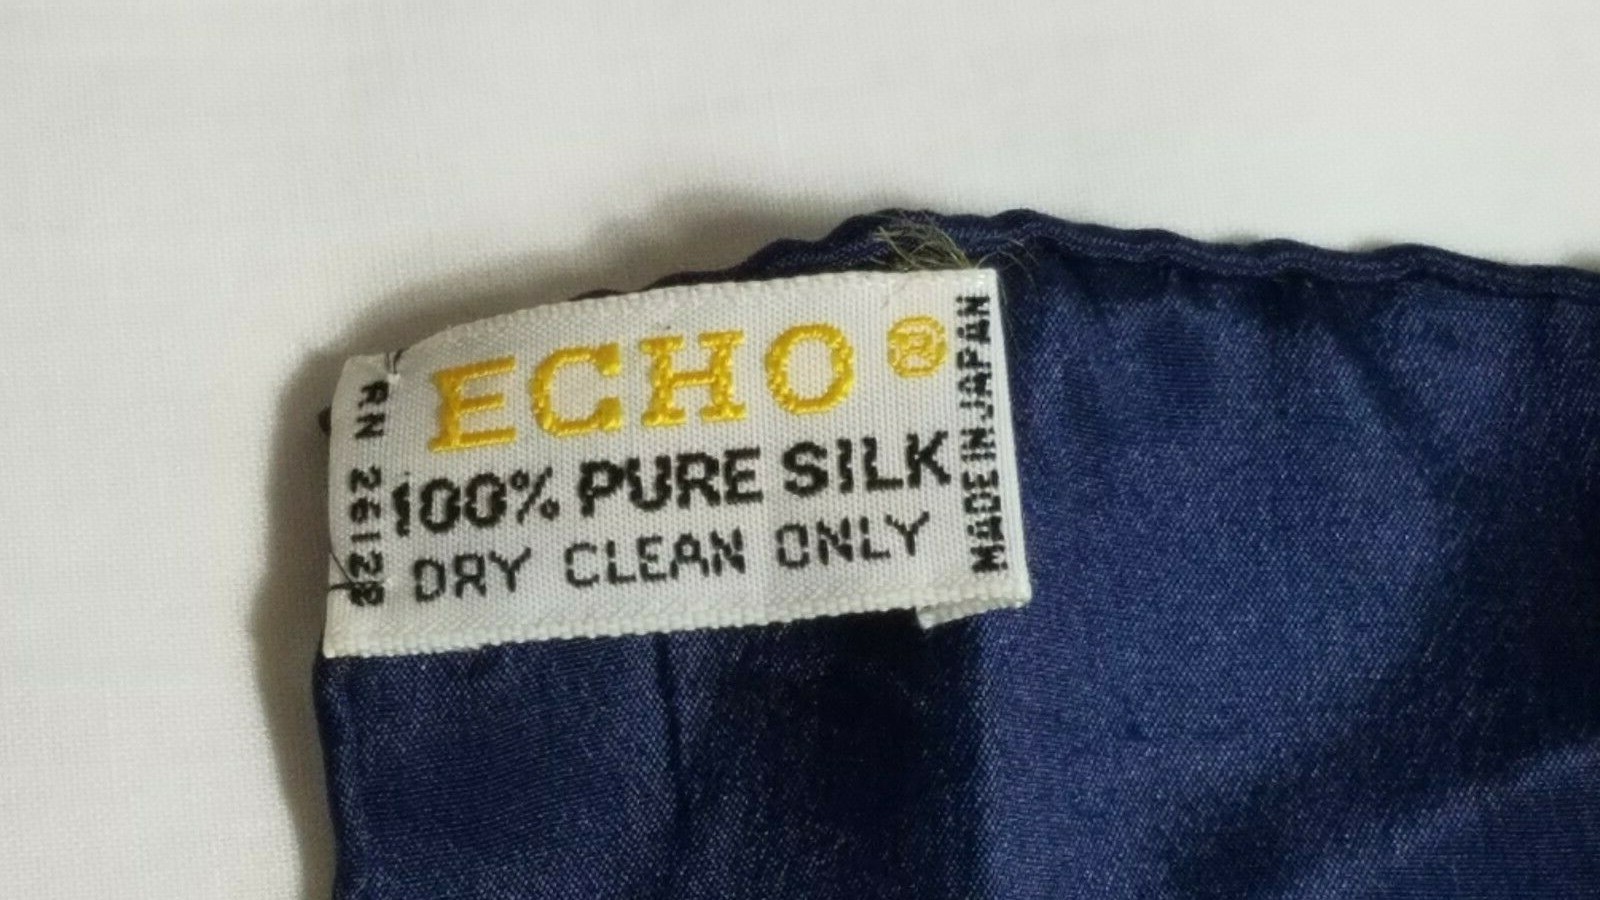 ECHO®
100% PURE SILK
DRY CLEAN ONLY
RN 26128
MADE IN JAPAN